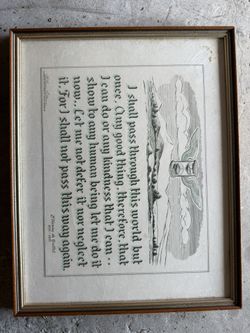 I shall pass through this world but
once. Any good thing, therefore, that
I can do or any kindness that I can
show to any human being let me do it
now. Let me not defer it nor neglect
it. For I shall not pass this way again.